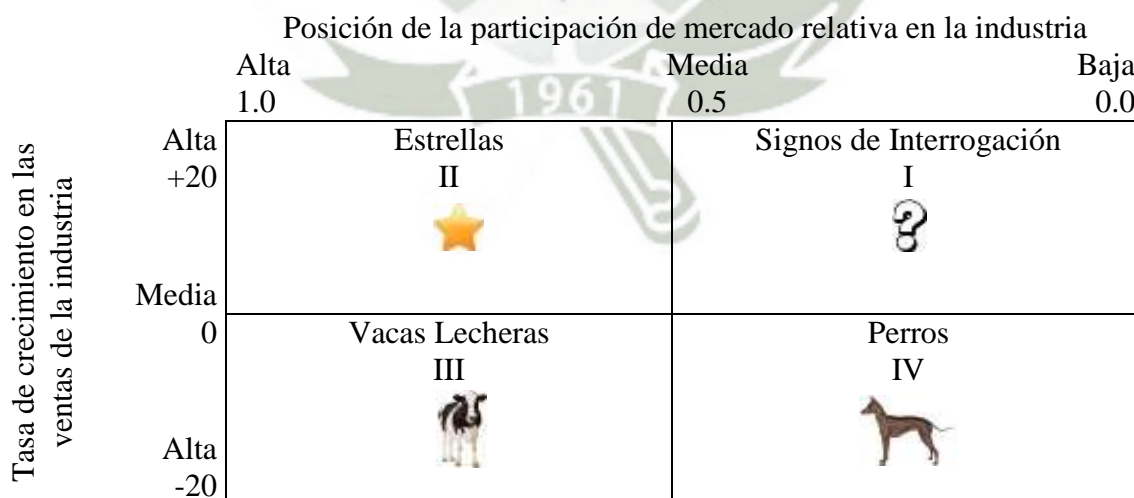 Posición de la participación de mercado relativa en la industria
Alta Media Baja
1.0 0.5 0.0
1961
Tasa de crecimiento en las
ventas de la industria
Alta
+20
Media
0
Alta
-20
Estrellas
II
Signos de Interrogación
I
?
Vacas Lecheras
III
Perros
IV